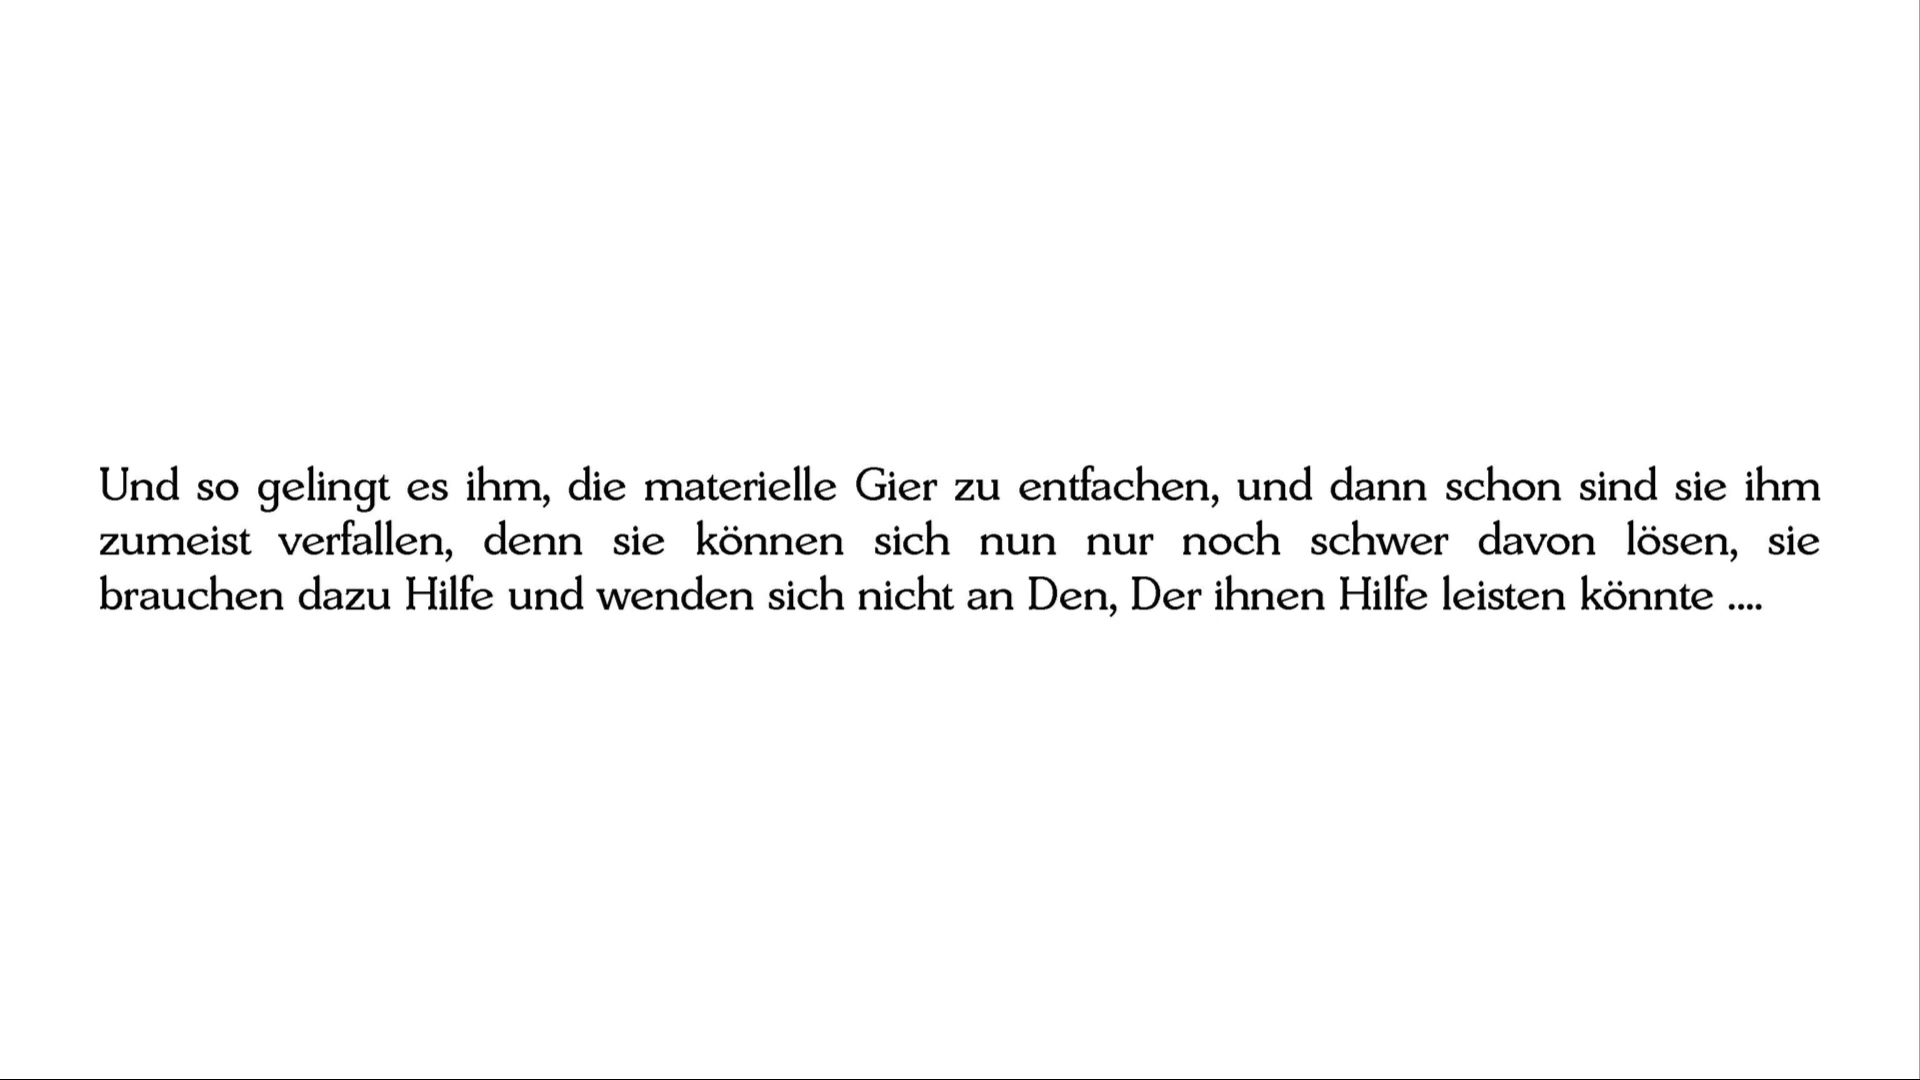 Und so gelingt es ihm, die materielle Gier zu entfachen, und dann schon sind sie ihm
zumeist verfallen, denn sie können sich nun nur noch schwer davon lösen, sie
brauchen dazu Hilfe und wenden sich nicht an Den, Der ihnen Hilfe leisten könnte ....